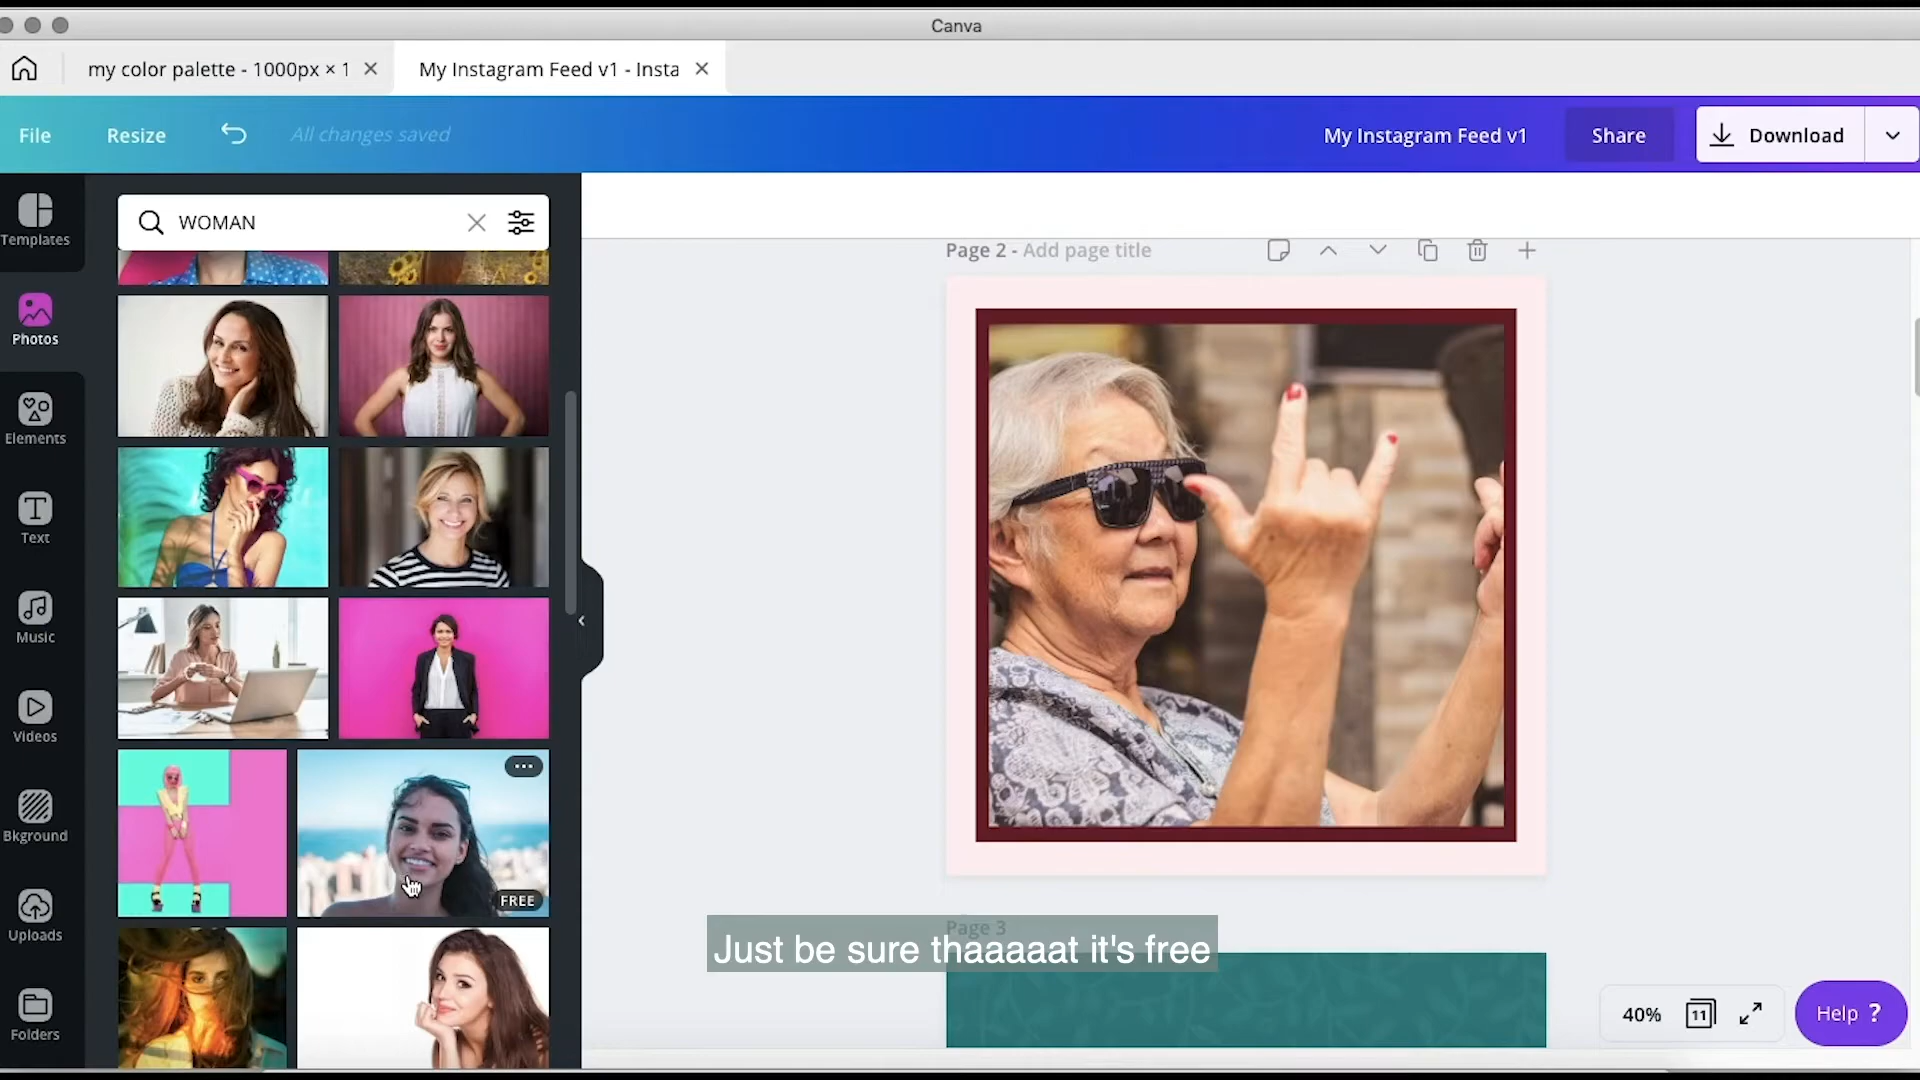 Canva
my color palette - 1000px × 1
My Instagram Feed v1 - Insta
File
Resize
All changes saved
My Instagram Feed v1
Share
Download
Templates
Photos
Elements
Text
Music
Videos
Bkground
Uploads
Folders
WOMAN
FREE
Page 2 - Add page title
Page 3
Just be sure thaaaaat it's free
40%
11
Help ?